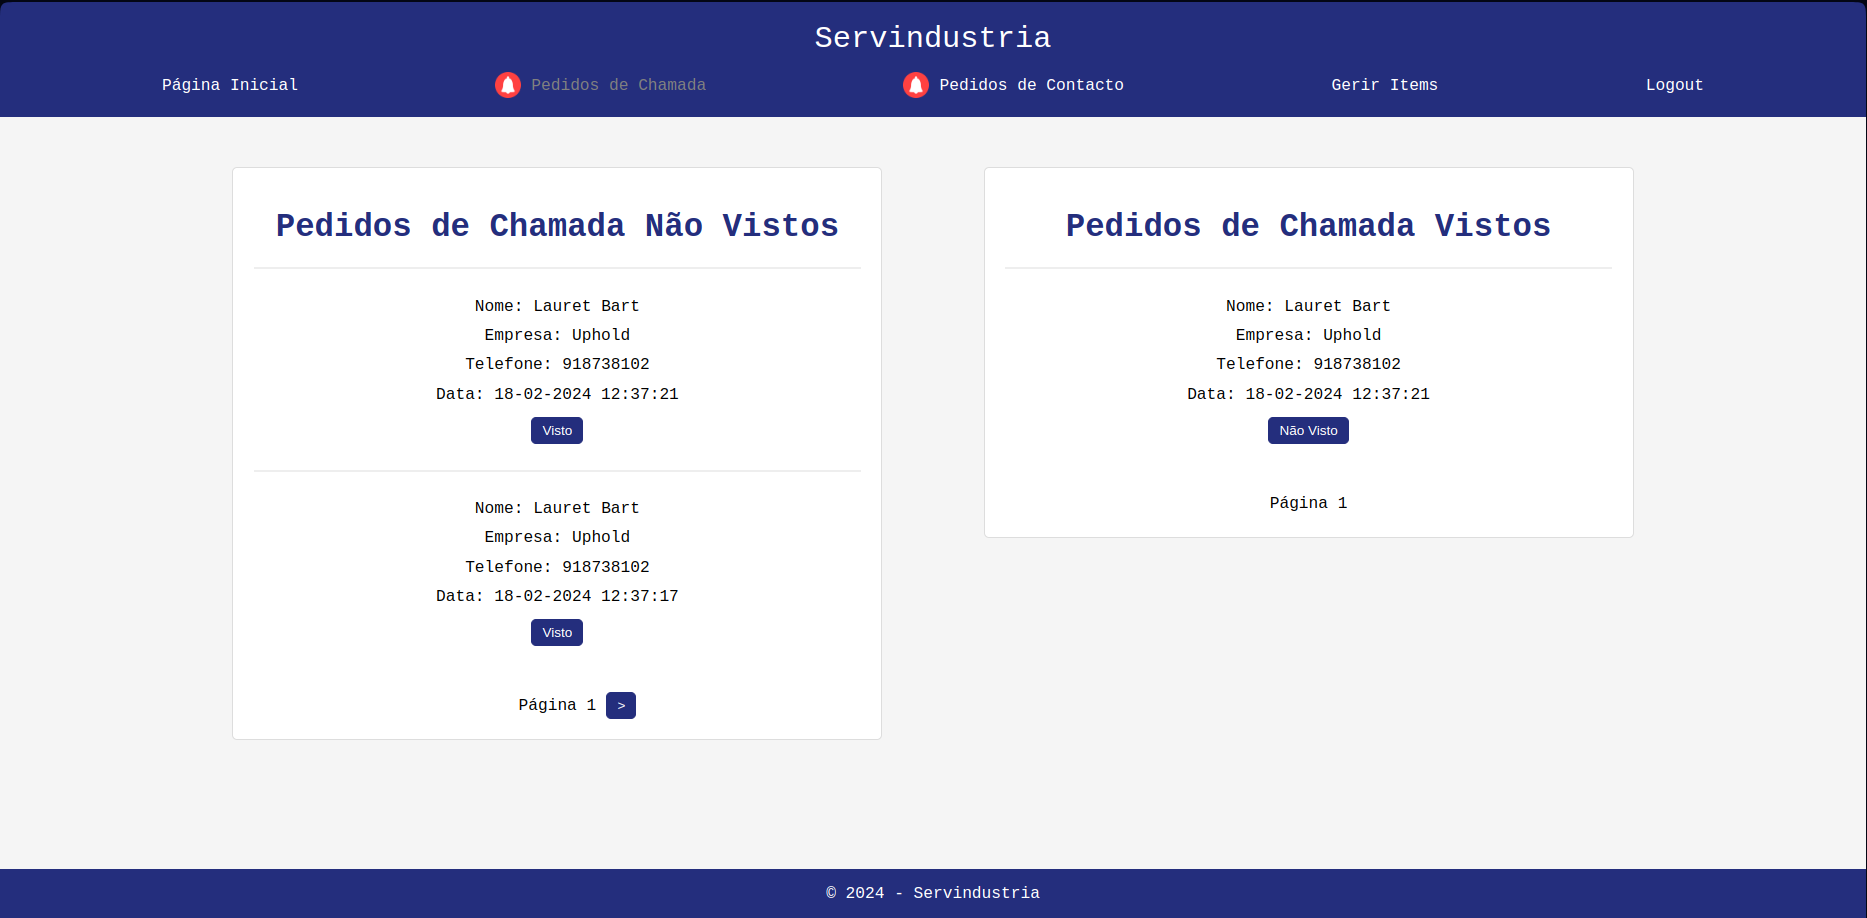 Servindustria
Página Inicial
Pedidos de Chamada
Pedidos de Contacto
Gerir Items
Logout
Pedidos de Chamada Não Vistos
Nome: Lauret Bart
Empresa: Uphold
Telefone: 918738102
Data: 18-02-2024 12:37:21
Visto
Nome: Lauret Bart
Empresa: Uphold
Telefone: 918738102
Data: 18-02-2024 12:37:17
Visto
Página 1 >
Pedidos de Chamada Vistos
Nome: Lauret Bart
Empresa: Uphold
Telefone: 918738102
Data: 18-02-2024 12:37:21
Não Visto
Página 1
© 2024 - Servindustria